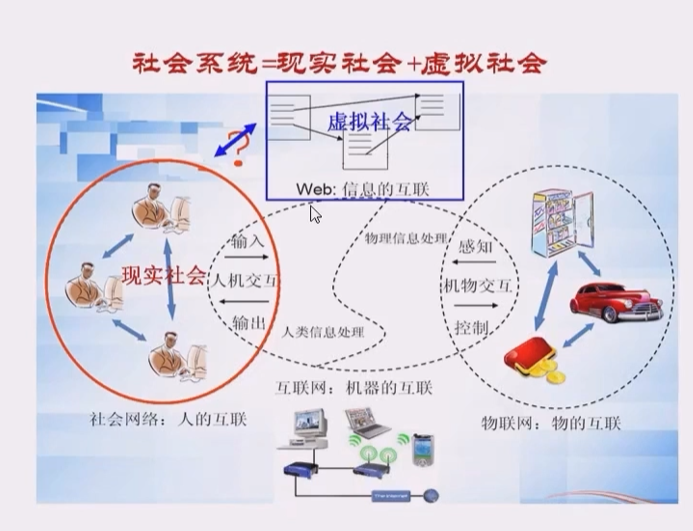 社会系统=现实社会+虚拟社会
虚拟社会
?
Web: 信息的互联
输入
物理信息处理
感知
现实社会
人机交互
机物交互
输出
人类信息处理
控制
互联网：机器的互联
社会网络：人的互联
物联网：物的互联